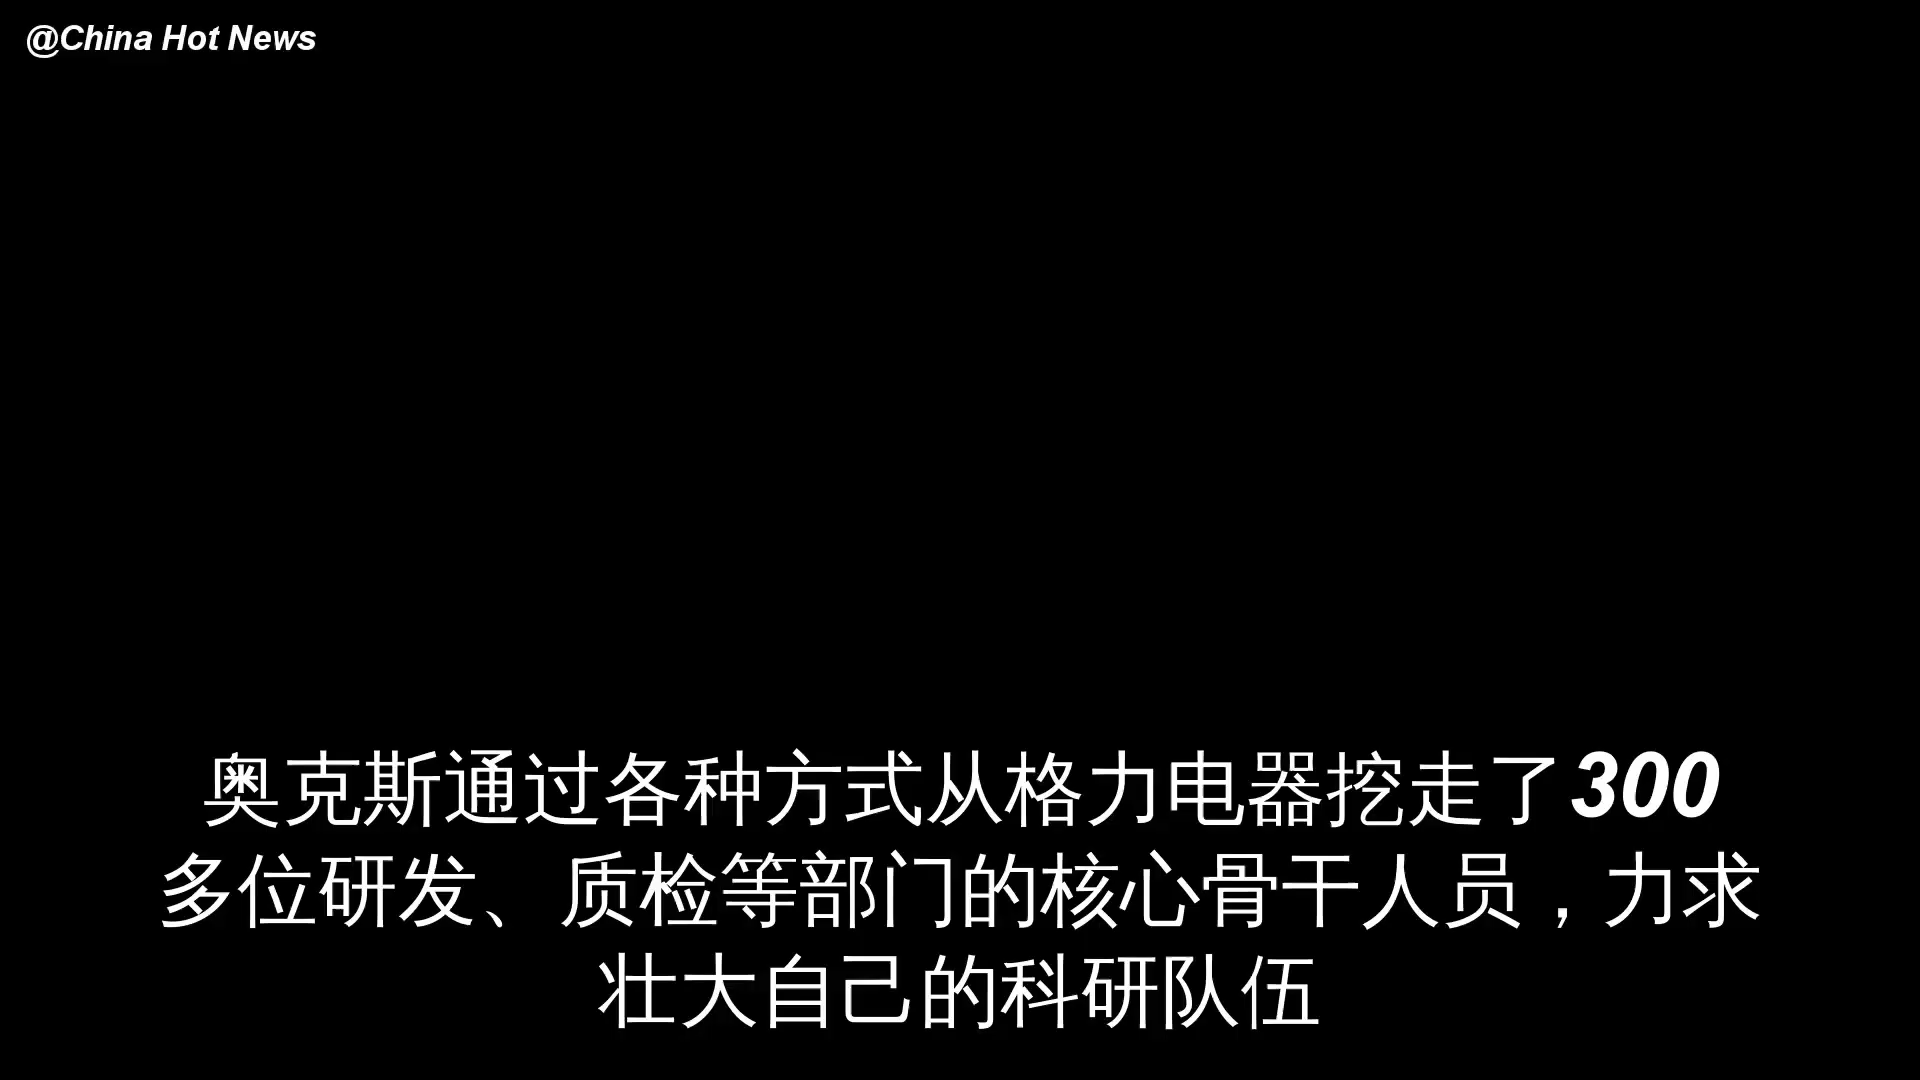 @China Hot News
奥克斯通过各种方式从格力电器挖走了300
多位研发、质检等部门的核心骨干人员，力求
壮大自己的科研队伍